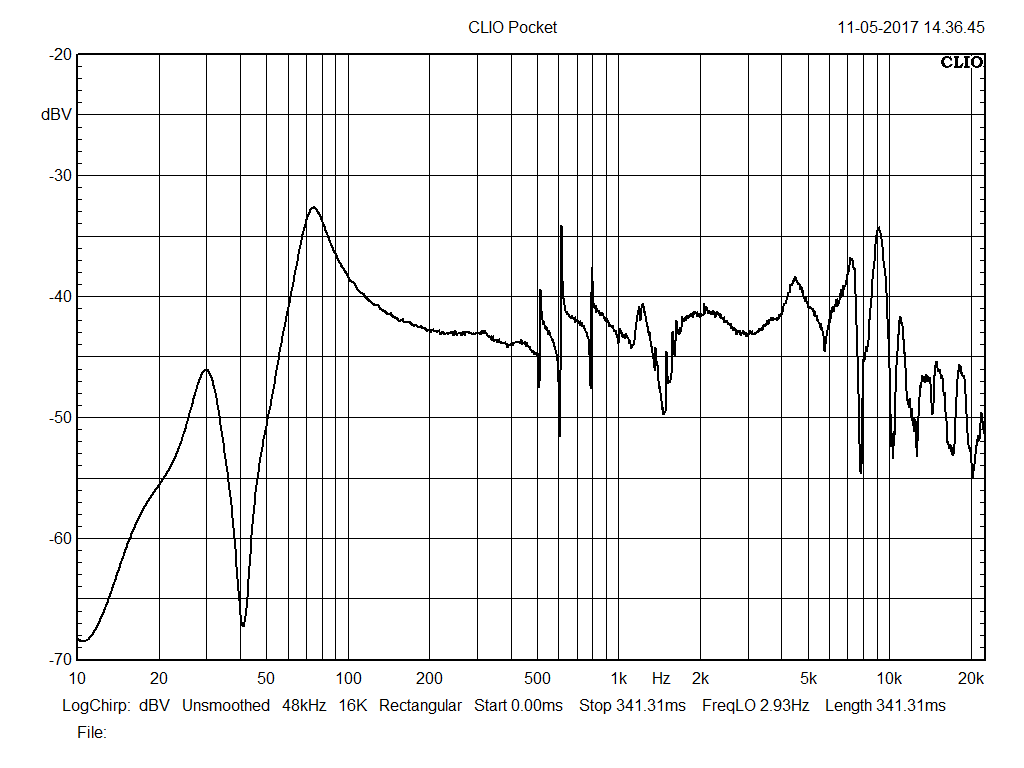 CLIO Pocket 11-05-2017 14.36.45
-20
CLIO
dBV
-30
-40
-50
-60
-70
10 20 50 100 200 500 1k Hz 2k 5k 10k 20k
LogChirp: dBV Unsmoothed 48kHz 16K Rectangular Start 0.00ms Stop 341.31ms FreqLO 2.93Hz Length 341.31ms
File: